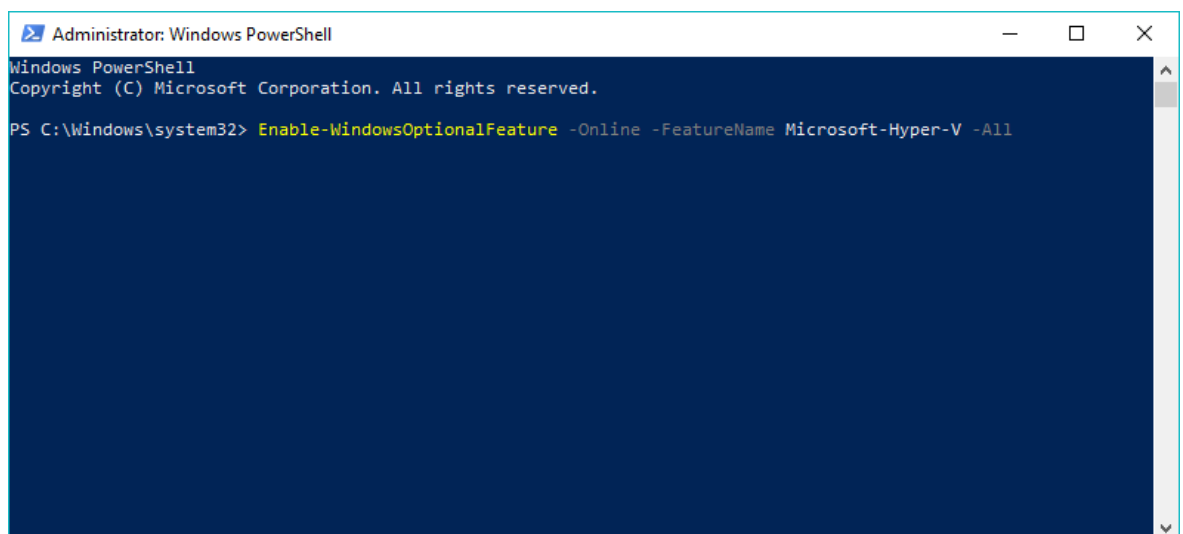 Administrator: Windows PowerShell
Windows PowerShell
Copyright (C) Microsoft Corporation. All rights reserved.
PS C:\Windows\system32> Enable-WindowsOptionalFeature -Online -FeatureName Microsoft-Hyper-V -All